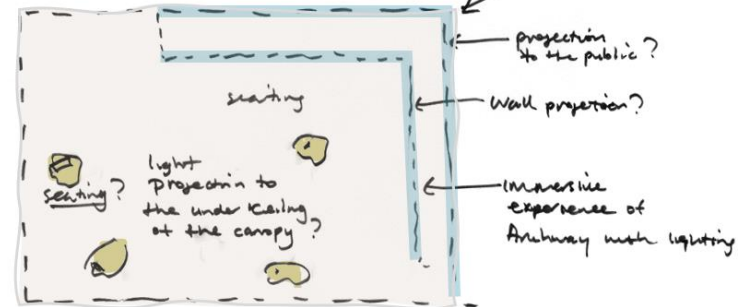 projection
to the public?
seating
wall projection?
light
projection to
the under ceiling
of the canopy?
seating?
Immersive
experience of
Archway with lighting